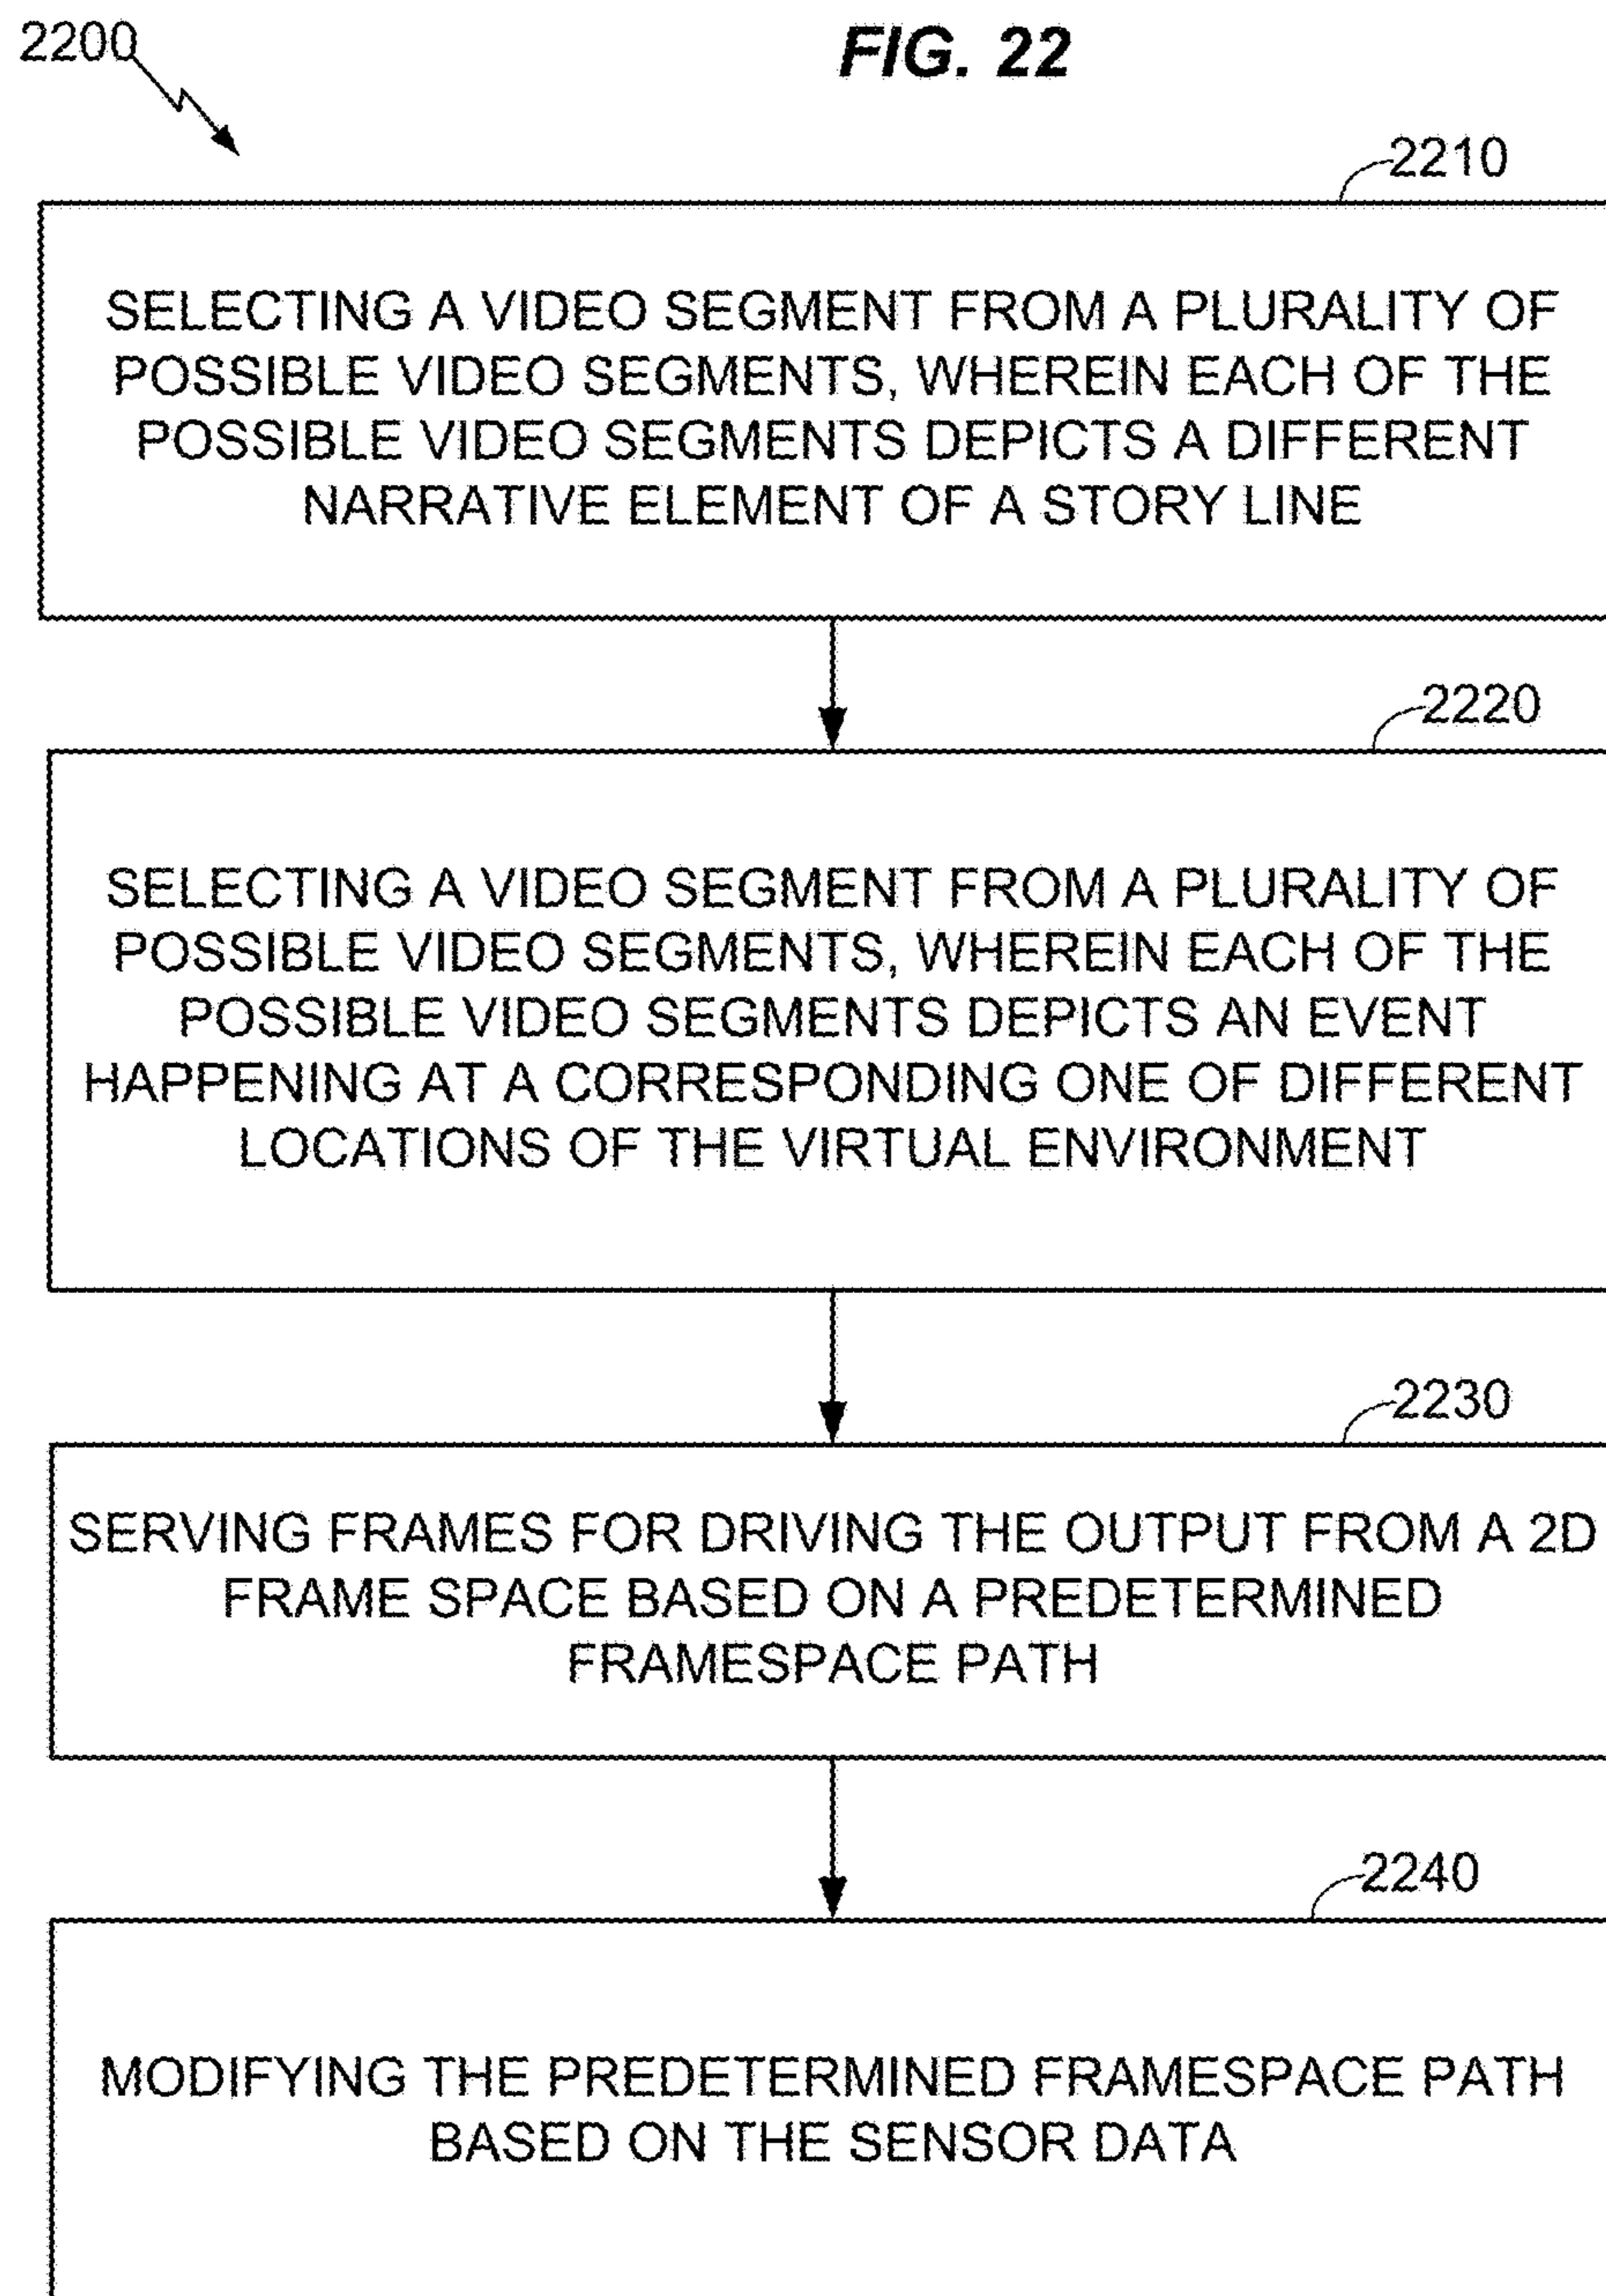 2200
FIG. 22
2210
SELECTING A VIDEO SEGMENT FROM A PLURALITY OF
POSSIBLE VIDEO SEGMENTS, WHEREIN EACH OF THE
POSSIBLE VIDEO SEGMENTS DEPICTS A DIFFERENT
NARRATIVE ELEMENT OF A STORY LINE
2220
SELECTING A VIDEO SEGMENT FROM A PLURALITY OF
POSSIBLE VIDEO SEGMENTS, WHEREIN EACH OF THE
POSSIBLE VIDEO SEGMENTS DEPICTS AN EVENT
HAPPENING AT A CORRESPONDING ONE OF DIFFERENT
LOCATIONS OF THE VIRTUAL ENVIRONMENT
2230
SERVING FRAMES FOR DRIVING THE OUTPUT FROM A 2D
FRAME SPACE BASED ON A PREDETERMINED
FRAMESPACE PATH
2240
MODIFYING THE PREDETERMINED FRAMESPACE PATH
BASED ON THE SENSOR DATA